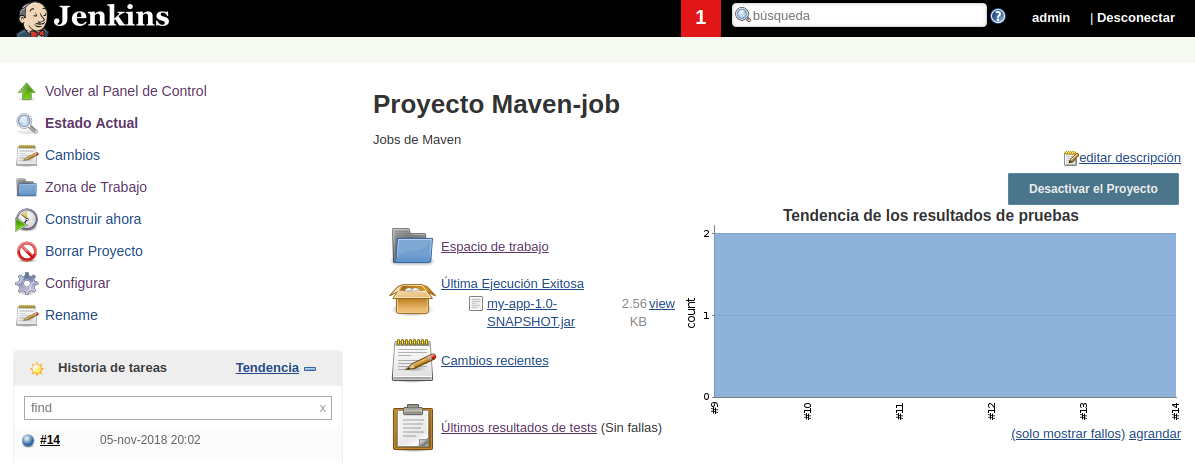 Jenkins
1
búsqueda
admin
| Desconectar
Volver al Panel de Control
Estado Actual
Cambios
Zona de Trabajo
Construir ahora
Borrar Proyecto
Configurar
Rename
Historia de tareas
Tendencia
find
x
#14
05-nov-2018 20:02
Proyecto Maven-job
Jobs de Maven
editar descripción
Desactivar el Proyecto
Espacio de trabajo
Última Ejecución Exitosa
my-app-1.0-
SNAPSHOT.jar
2.56
KB
view
Cambios recientes
Últimos resultados de tests (Sin fallas)
Tendencia de los resultados de pruebas
2
1
0
count
#9
#10
#11
#12
#13
#14
(solo mostrar fallos) agrandar